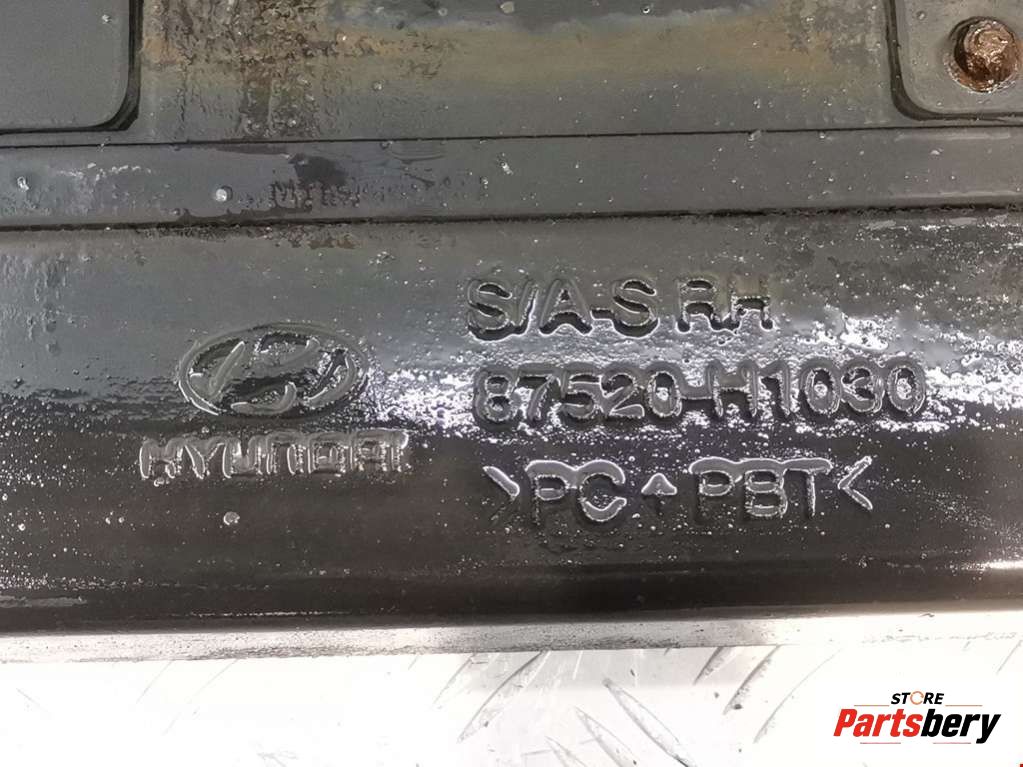 S/A-S RH
87520-H1030
HYUNDAI
>PC+PBT<
STORE
Partsbery